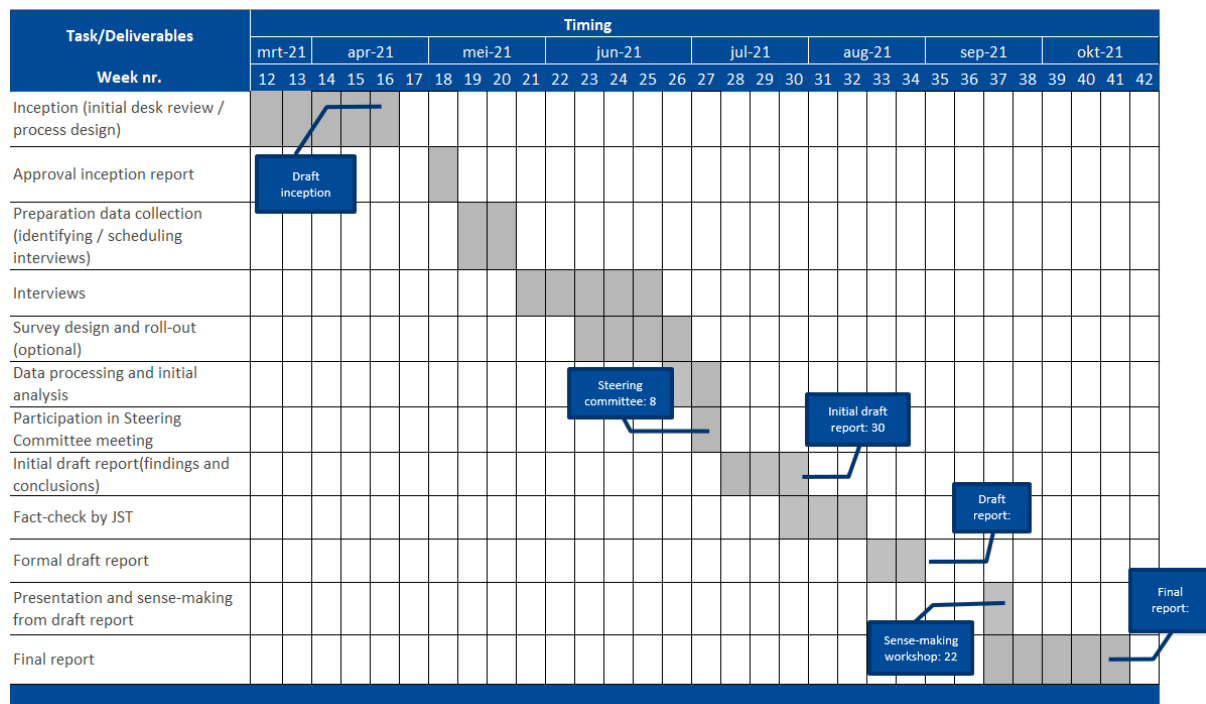 Task/Deliverables
Timing
mrt-21 apr-21 mei-21 jun-21 jul-21 aug-21 sep-21 okt-21
Week nr.
12 13 14 15 16 17 18 19 20 21 22 23 24 25 26 27 28 29 30 31 32 33 34 35 36 37 38 39 40 41 42
Inception (initial desk review /
process design)
Draft
inception
Approval inception report
Preparation data collection
(identifying / scheduling
interviews)
Interviews
Survey design and roll-out
(optional)
Data processing and initial
analysis
Steering
committee: 8
Participation in Steering
Committee meeting
Initial draft
report: 30
Initial draft report(findings and
conclusions)
Fact-check by JST
Draft
report:
Formal draft report
Presentation and sense-making
from draft report
Final
report:
Sense-making
workshop: 22
Final report